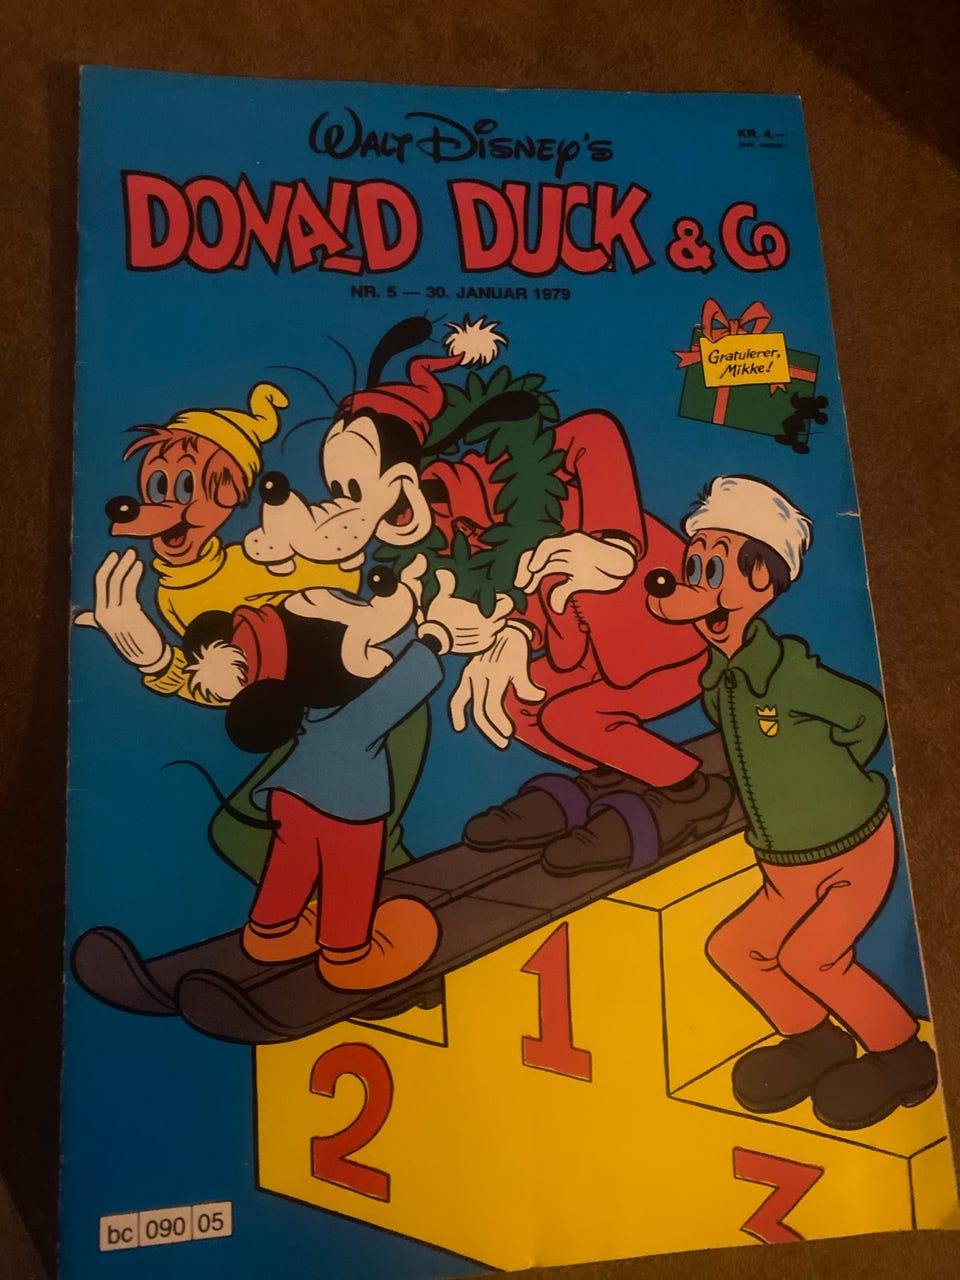 WALT DISNEY'S
KR. 4,—
DONALD DUCK & Co
NR. 5 — 30. JANUAR 1979
Gratulerer,
Mikke!
1
2
3
bc 090 05